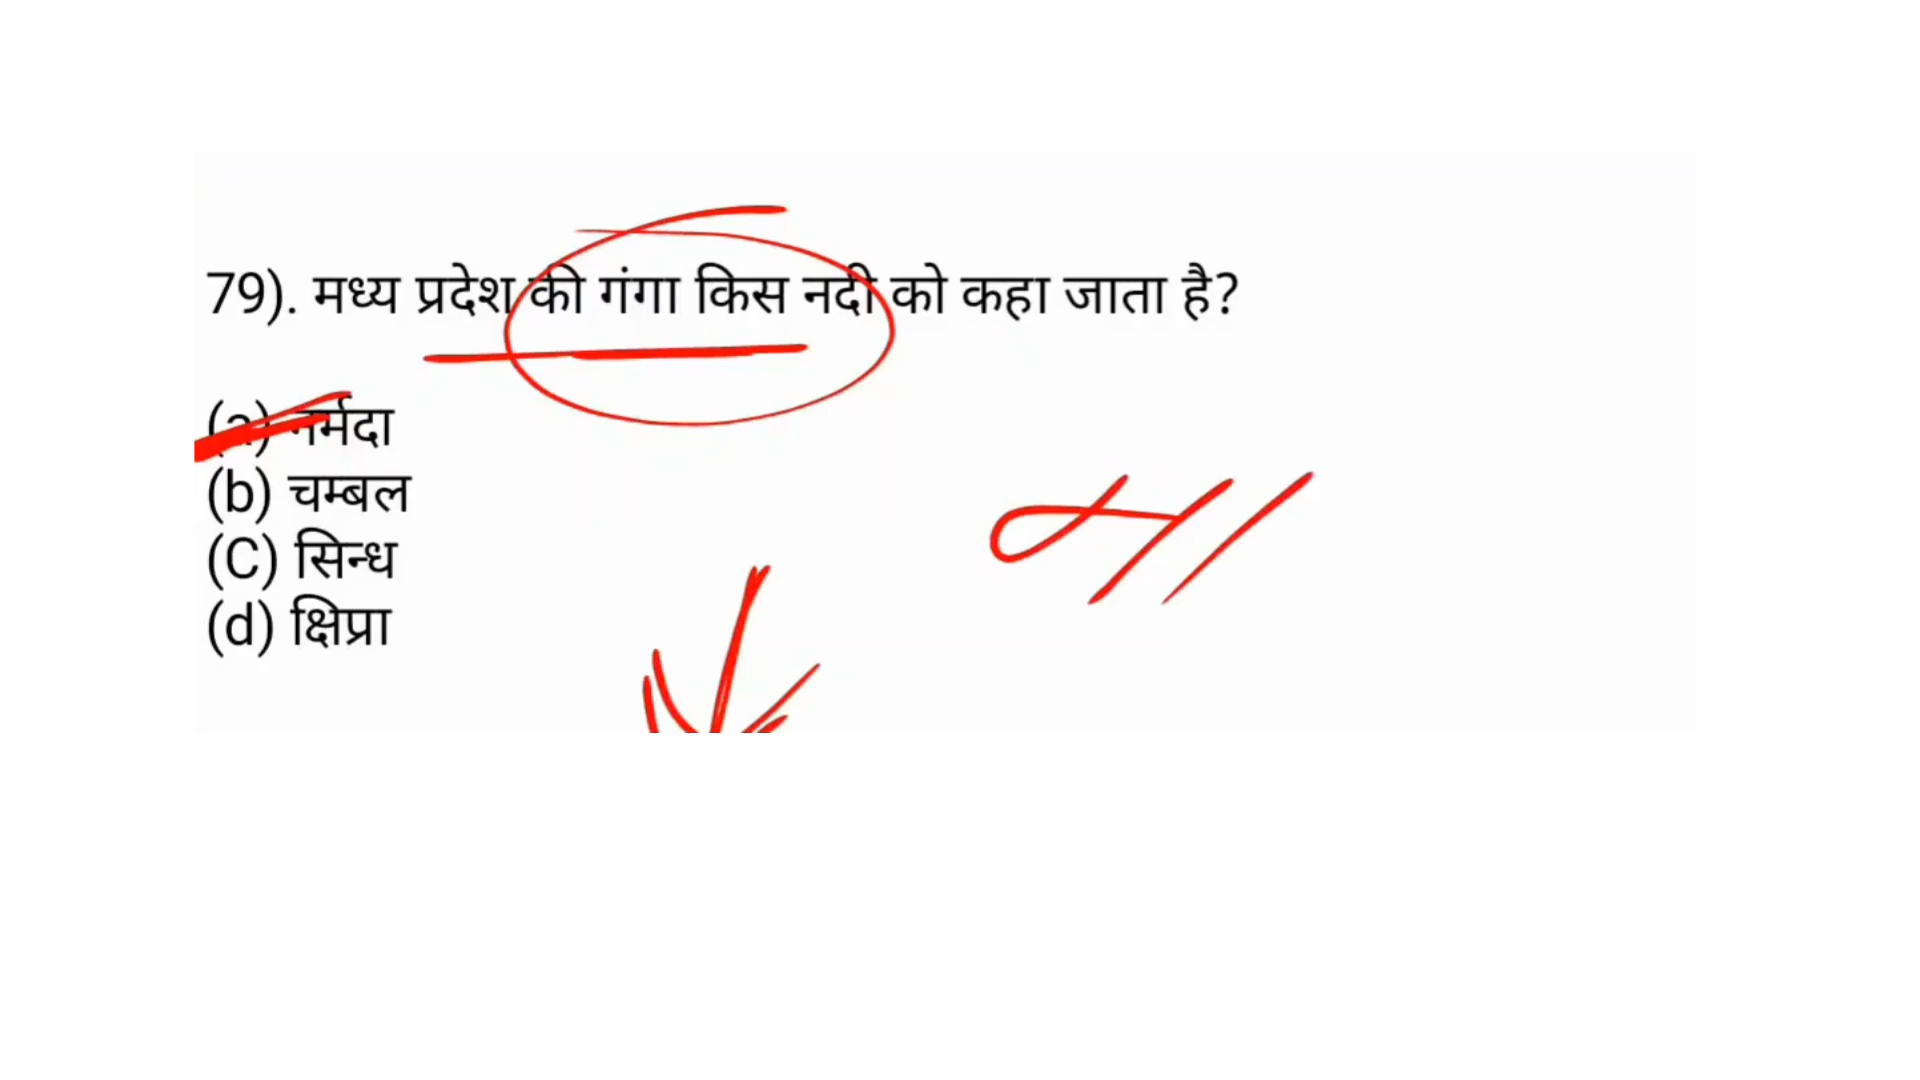 79). मध्य प्रदेश की गंगा किस नदी को कहा जाता है?
(a) नर्मदा
(b) चम्बल
(C) सिन्ध
(d) क्षिप्रा